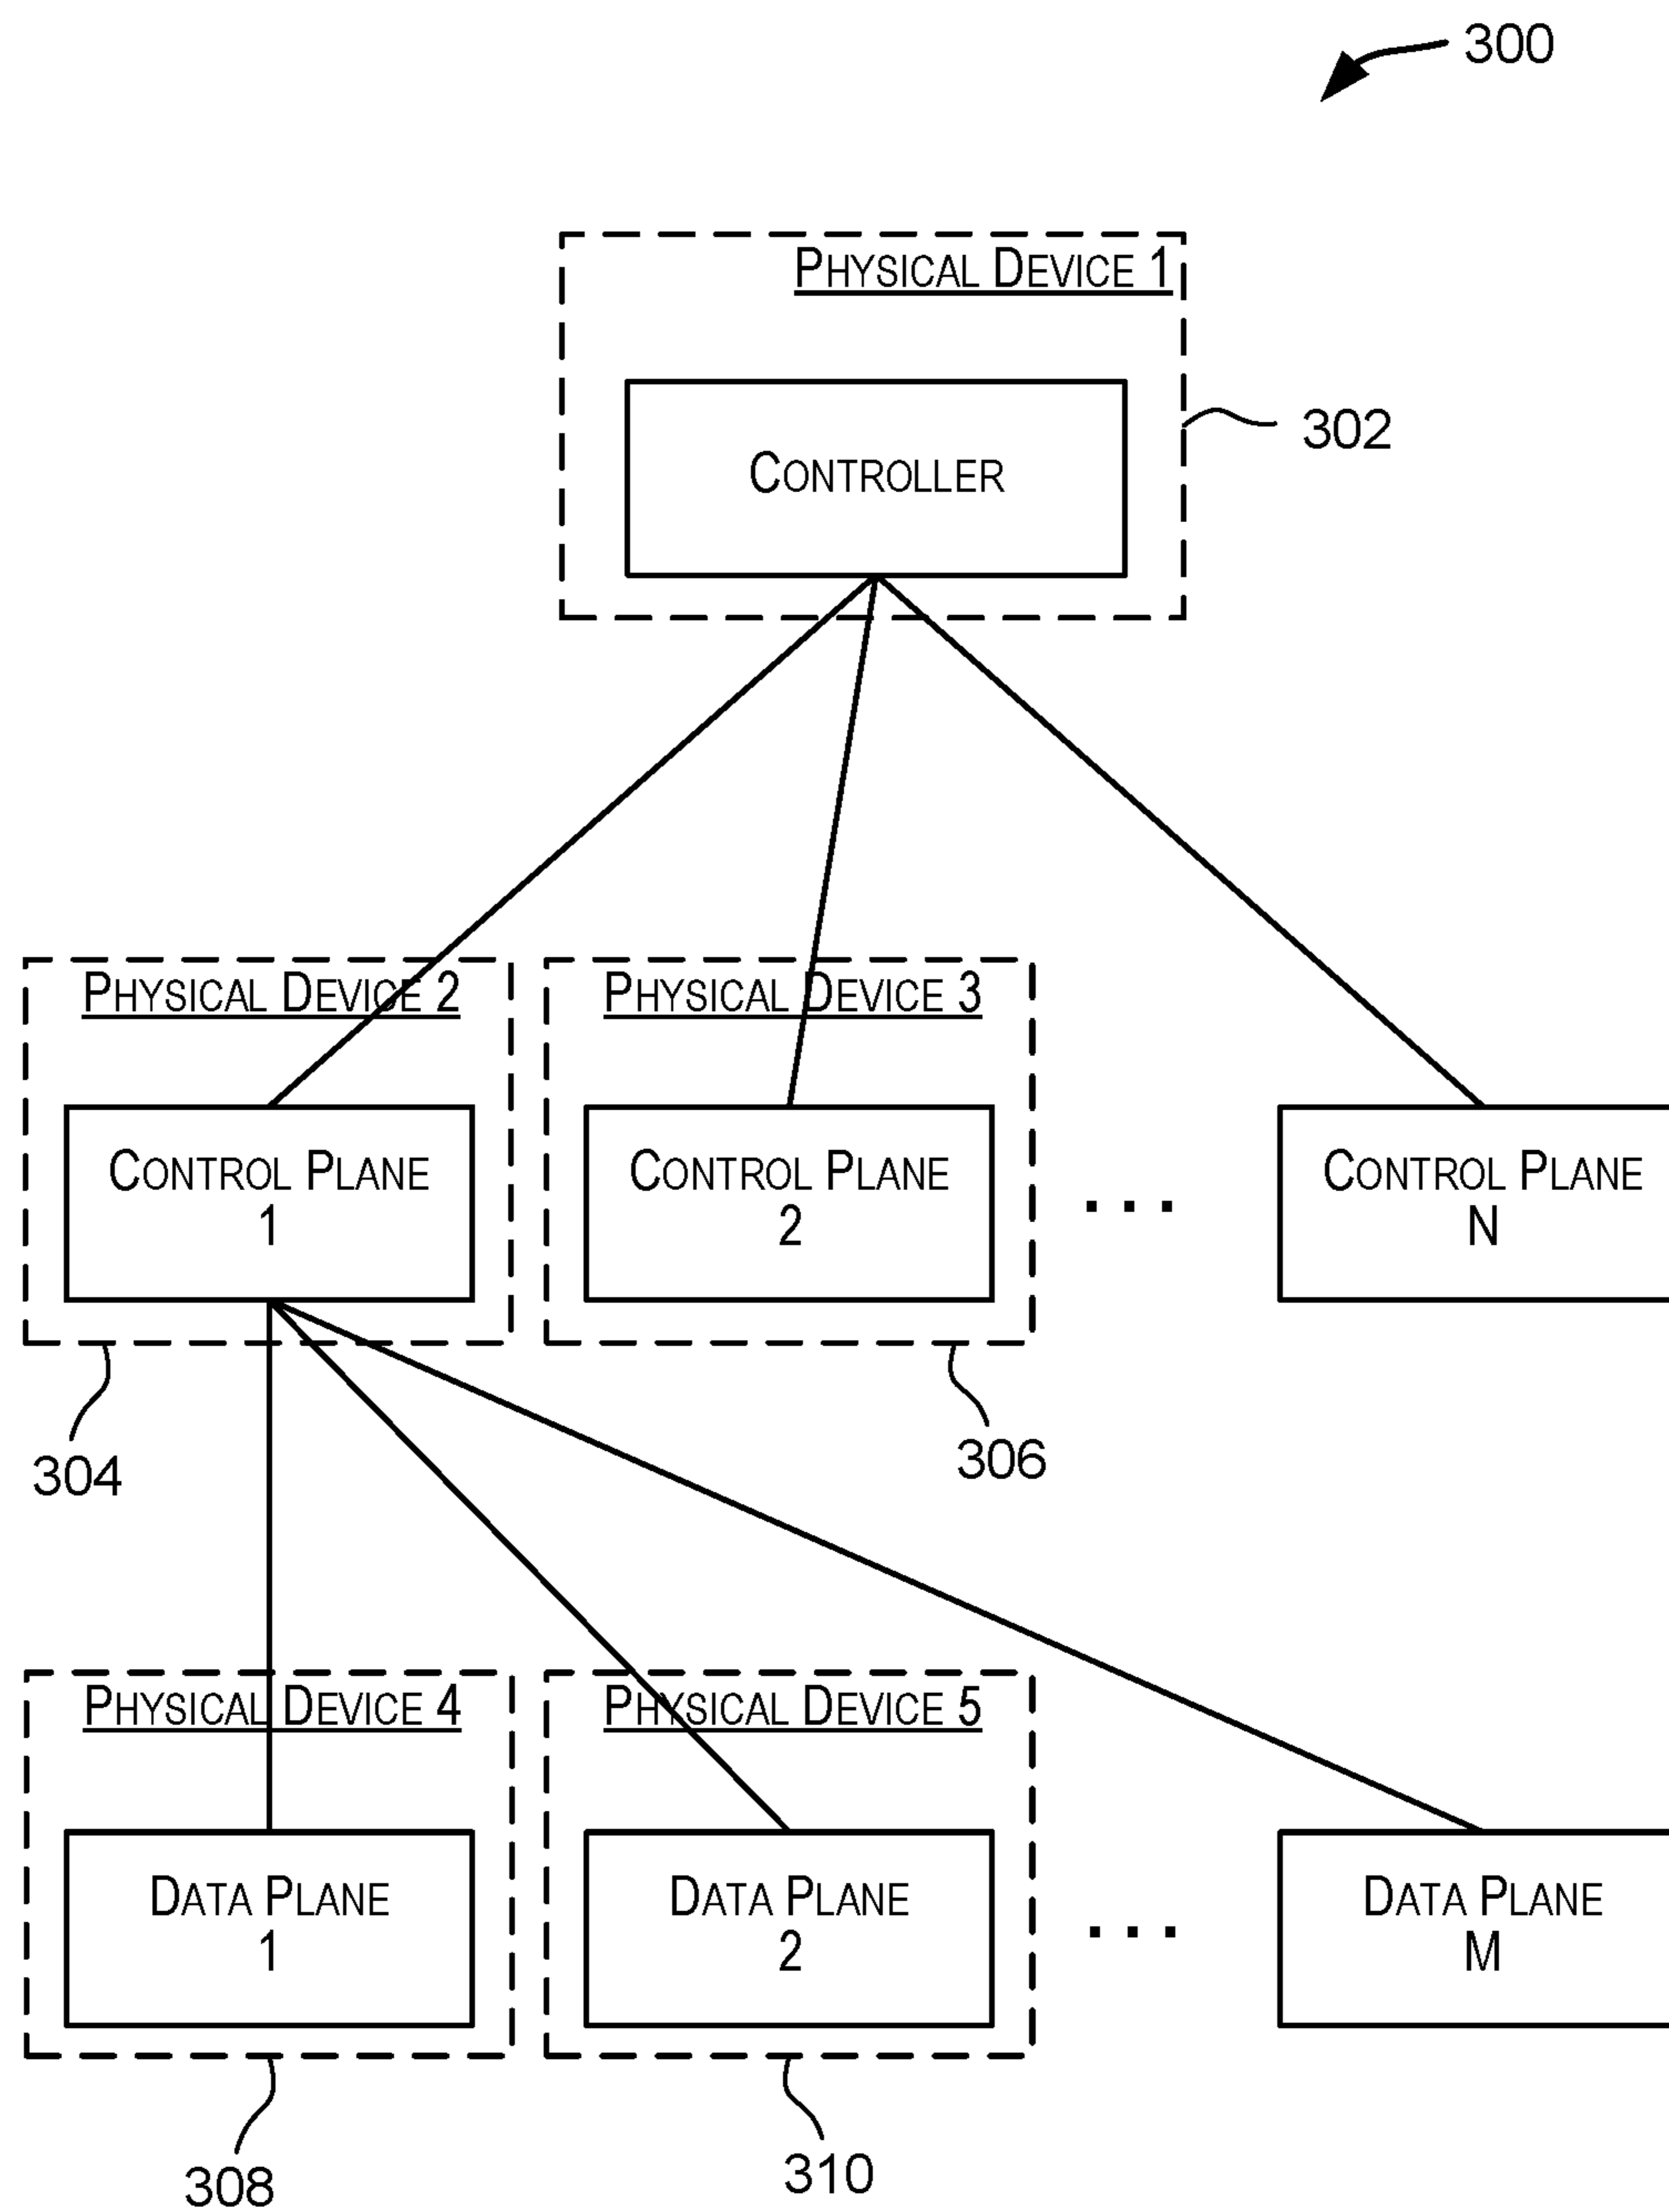 300
PHYSICAL DEVICE 1
CONTROLLER
302
PHYSICAL DEVICE 2
PHYSICAL DEVICE 3
CONTROL PLANE
1
CONTROL PLANE
2
...
CONTROL PLANE
N
304
306
PHYSICAL DEVICE 4
PHYSICAL DEVICE 5
DATA PLANE
1
DATA PLANE
2
...
DATA PLANE
M
308
310